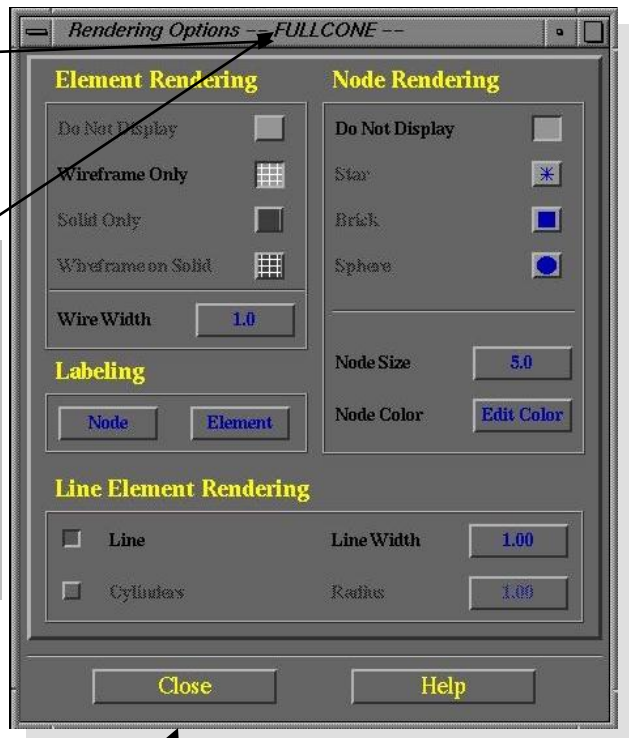 Rendering Options -- FULLCONE --
Element Rendering
Do Not Display
Wireframe Only
Solid Only
Wireframe on Solid
Wire Width 1.0
Labeling
Node Element
Node Rendering
Do Not Display
Star
Brick
Sphere
Node Size 5.0
Node Color Edit Color
Line Element Rendering
Line Line Width 1.00
Cylinders Radius 1.00
Close Help